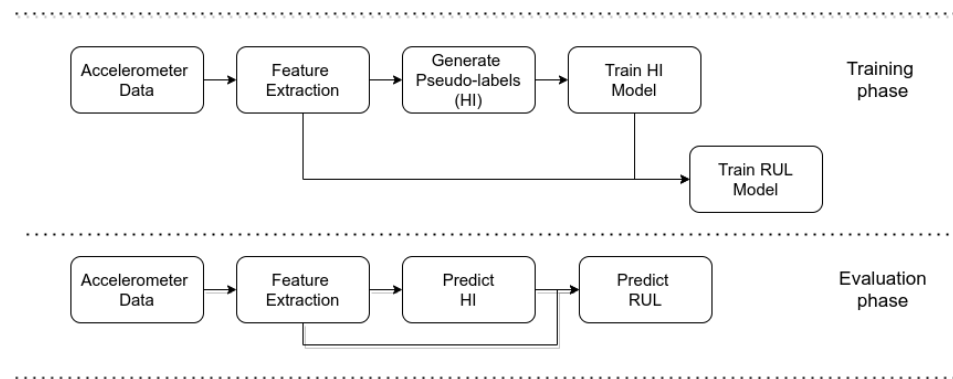 Accelerometer
Data
Feature
Extraction
Generate
Pseudo-labels
(HI)
Train HI
Model
Training
phase
Train RUL
Model
Accelerometer
Data
Feature
Extraction
Predict
HI
Predict
RUL
Evaluation
phase